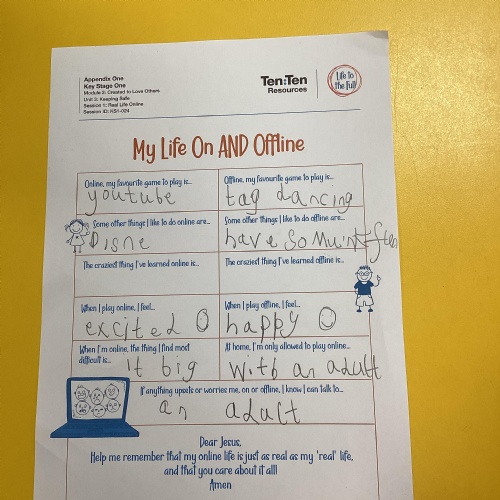 Appendix One
Key Stage One
Module 2: Created to Love Others
Unit 3: Keeping Safe
Session 1: Real Life Online
Session ID: KS1-024
Ten:Ten
Resources
Life to
the Full
My Life On AND Offline
Online, my favourite game to play is...
youtube
Offline, my favourite game to play is...
tag dancing
Some other things I like to do online are...
Disne
Some other things I like to do offline are...
have so
The craziest thing I've learned online is...
The craziest thing I've learned offline is...
When I play online, I feel...
excited
When I play offline, I feel...
happy
When I'm online, the thing I find most
difficult is... it big
At home, I'm only allowed to play online...
with an adult
If anything upsets or worries me, on or offline, I know I can talk to...
an adult
Dear Jesus,
Help me remember that my online life is just as real as my 'real' life,
and that you care about it all!
Amen